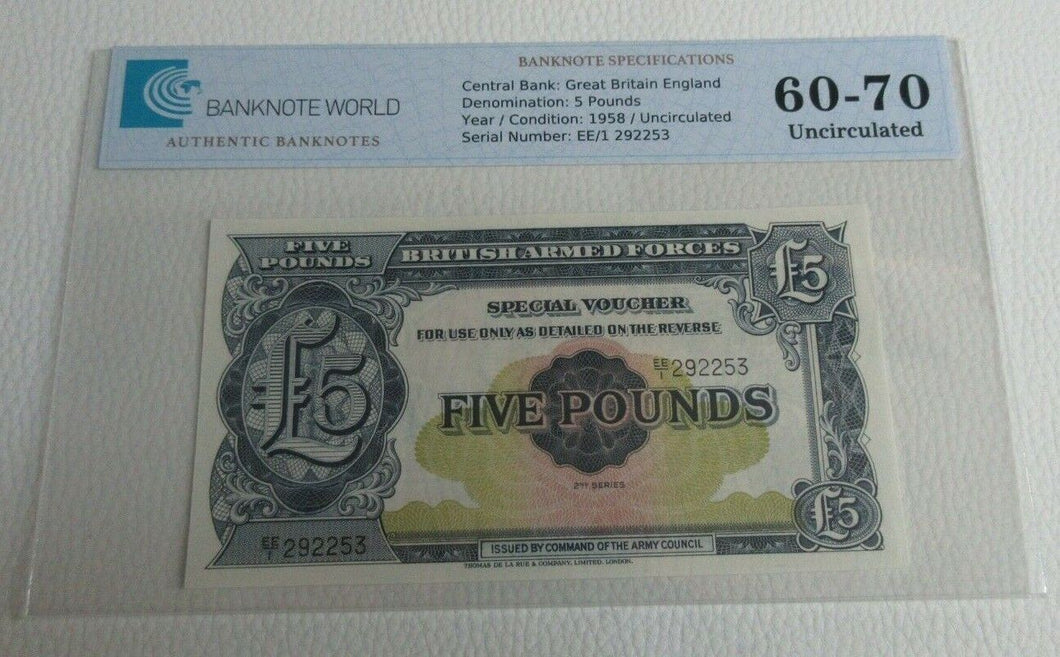 BANKNOTE WORLD
AUTHENTIC BANKNOTES
BANKNOTE SPECIFICATIONS
Central Bank: Great Britain England
Denomination: 5 Pounds
Year / Condition: 1958 / Uncirculated
Serial Number: EE/1 292253
60-70
Uncirculated
FIVE
POUNDS
BRITISH ARMED FORCES
£5
SPECIAL VOUCHER
FOR USE ONLY AS DETAILED ON THE REVERSE
EE/1 292253
£5
FIVE POUNDS
2ND SERIES
£5
EE/1 292253
ISSUED BY COMMAND OF THE ARMY COUNCIL
THOMAS DE LA RUE & COMPANY, LIMITED, LONDON.